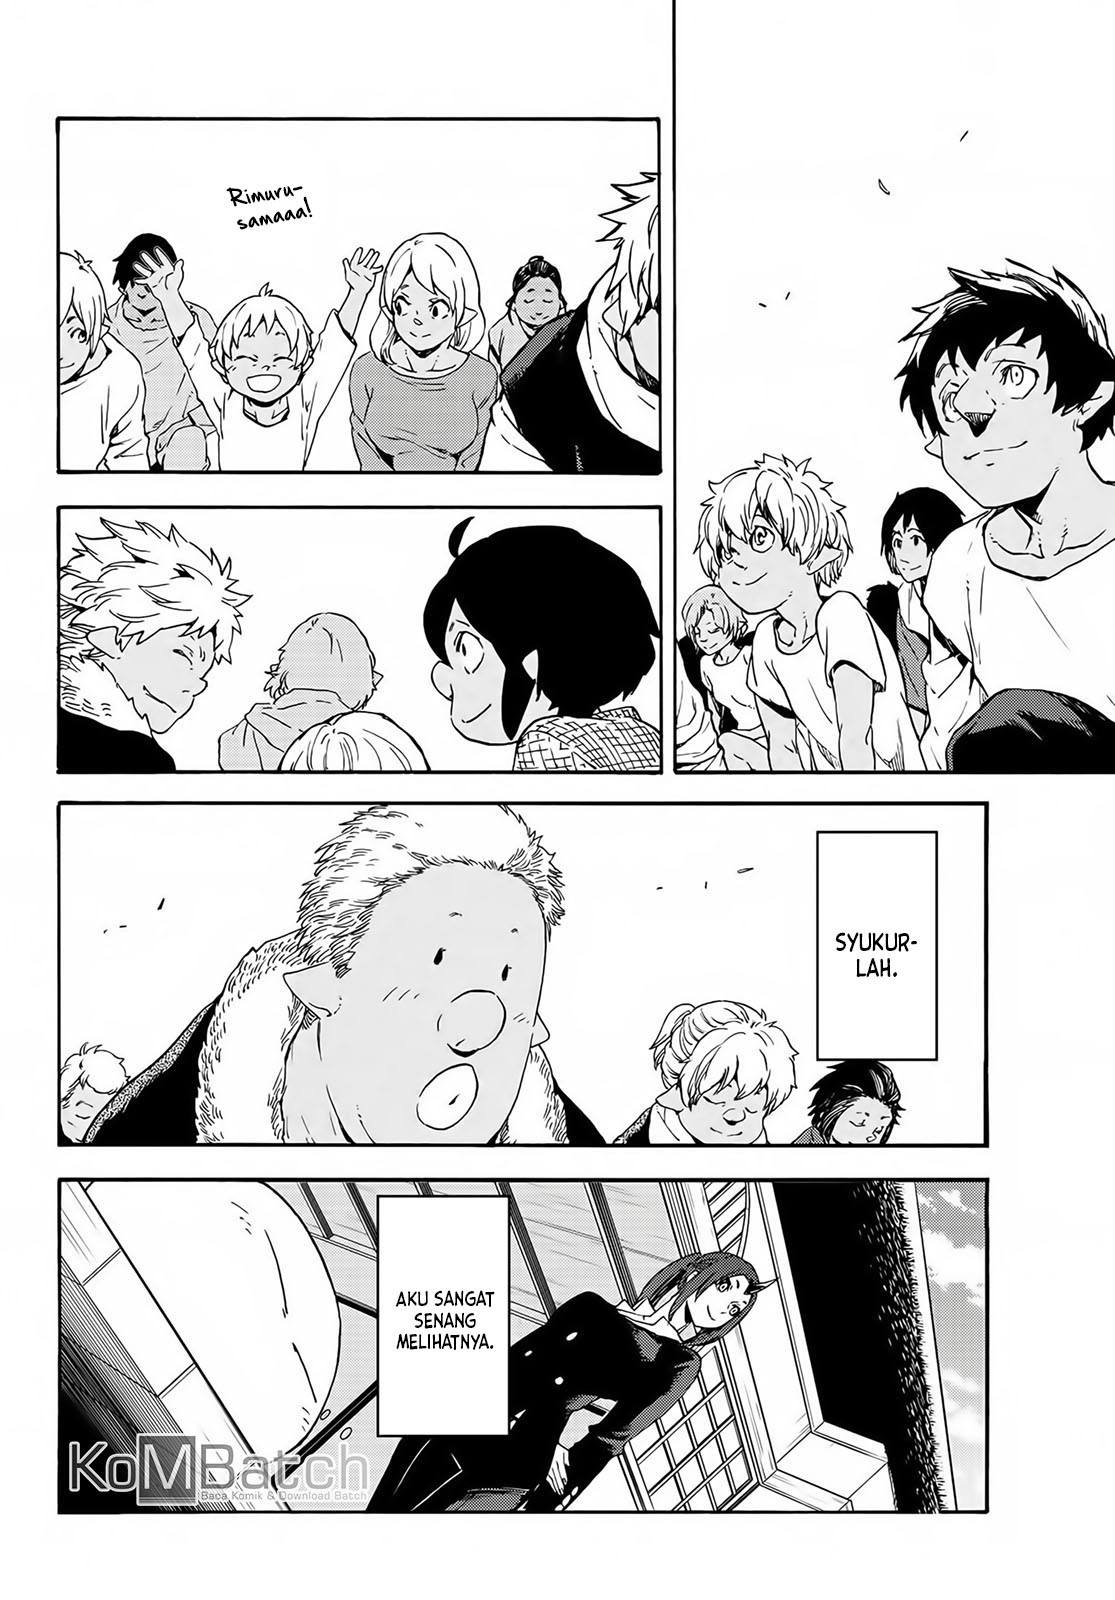 Rimuru-
samaaa!
SYUKUR-
LAH.
AKU SANGAT
SENANG
MELIHATNYA.
KoMBatch
Baca Komik & Download Batch